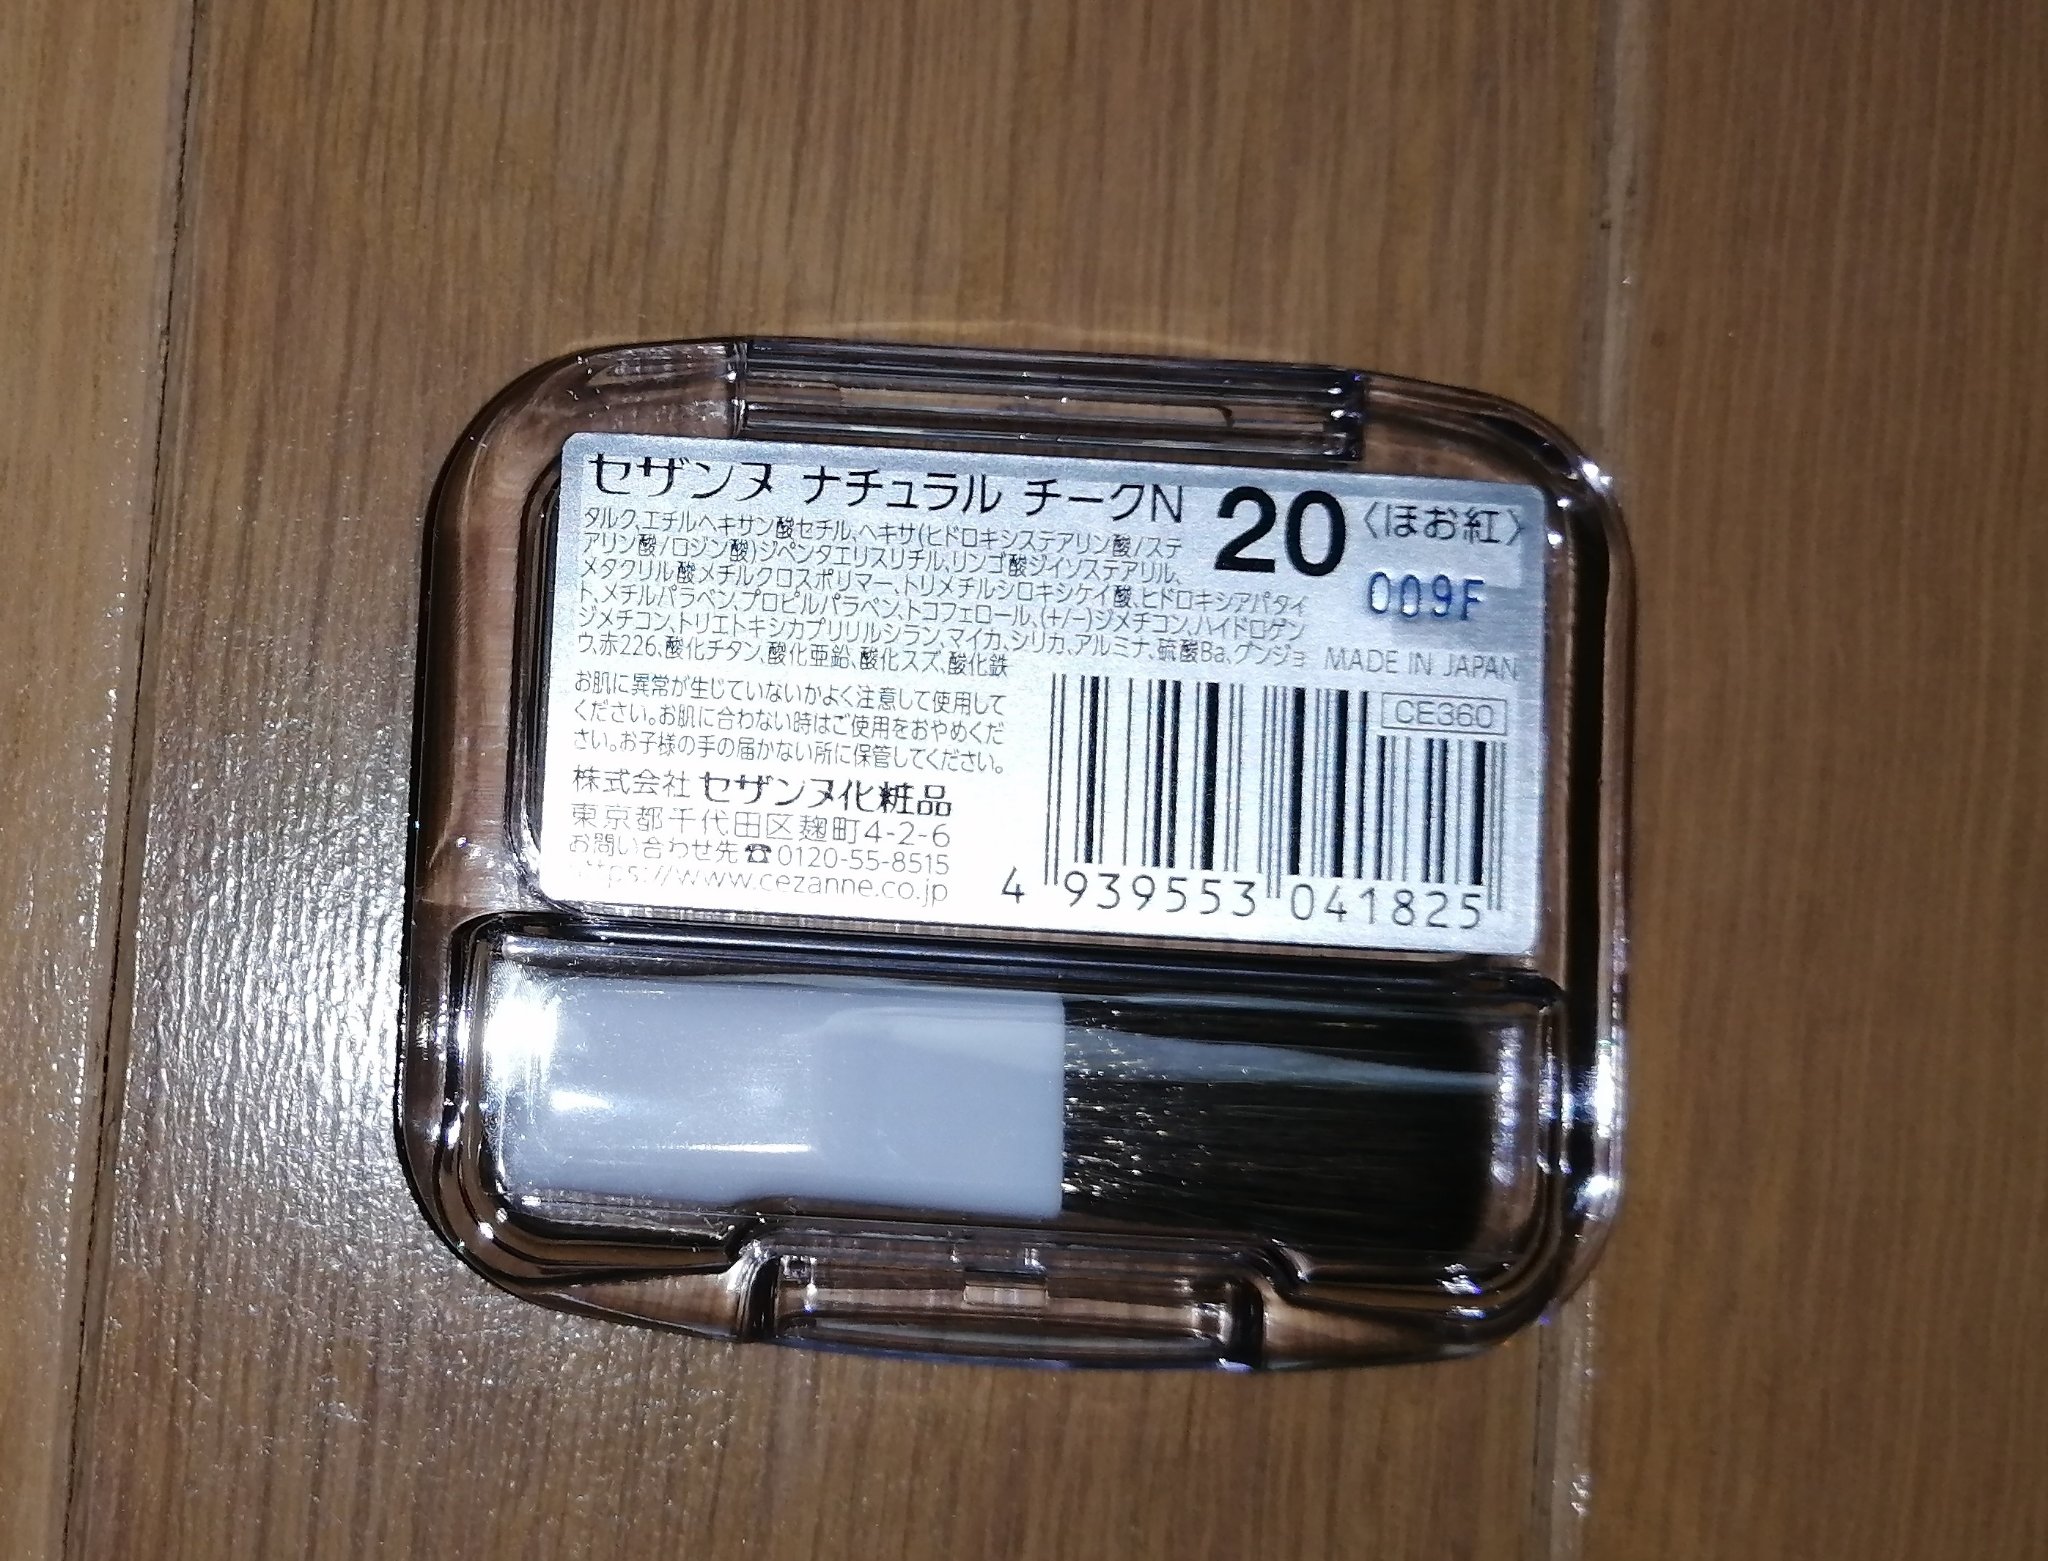 セザンヌ ナチュラル チークN 20 〈ほお紅〉
タルク、エチルヘキサン酸セチル、ヘキサ(ヒドロキシステアリン酸/ステ
アリン酸/ロジン酸)ジペンタエリスリチル、リンゴ酸ジイソステアリル、
メタクリル酸メチルクロスポリマー、トリメチルシロキシケイ酸、ヒドロキシアパタイ
ト、メチルパラベン、プロピルパラベン、トコフェロール、(+/-)ジメチコン、ハイドロゲン
ジメチコン、トリエトキシカプリリルシラン、マイカ、シリカ、アルミナ、硫酸Ba、グンジョ
ウ、赤226、酸化チタン、酸化亜鉛、酸化スズ、酸化鉄
009F
MADE IN JAPAN
CE360
お肌に異常が生じていないかよく注意して使用して
ください。お肌に合わない時はご使用をおやめくだ
さい。お子様の手の届かない所に保管してください。
株式会社 セザンヌ化粧品
東京都千代田区麹町4-2-6
お問い合わせ先☎0120-55-8515
https://www.cezanne.co.jp
4 939553 041825